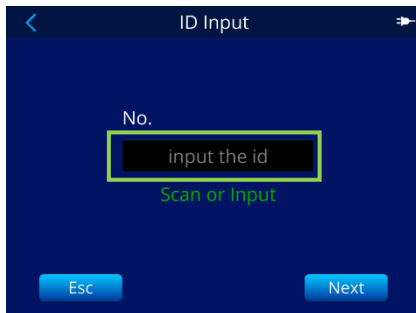 ID Input
No.
input the id
Scan or Input
Esc
Next